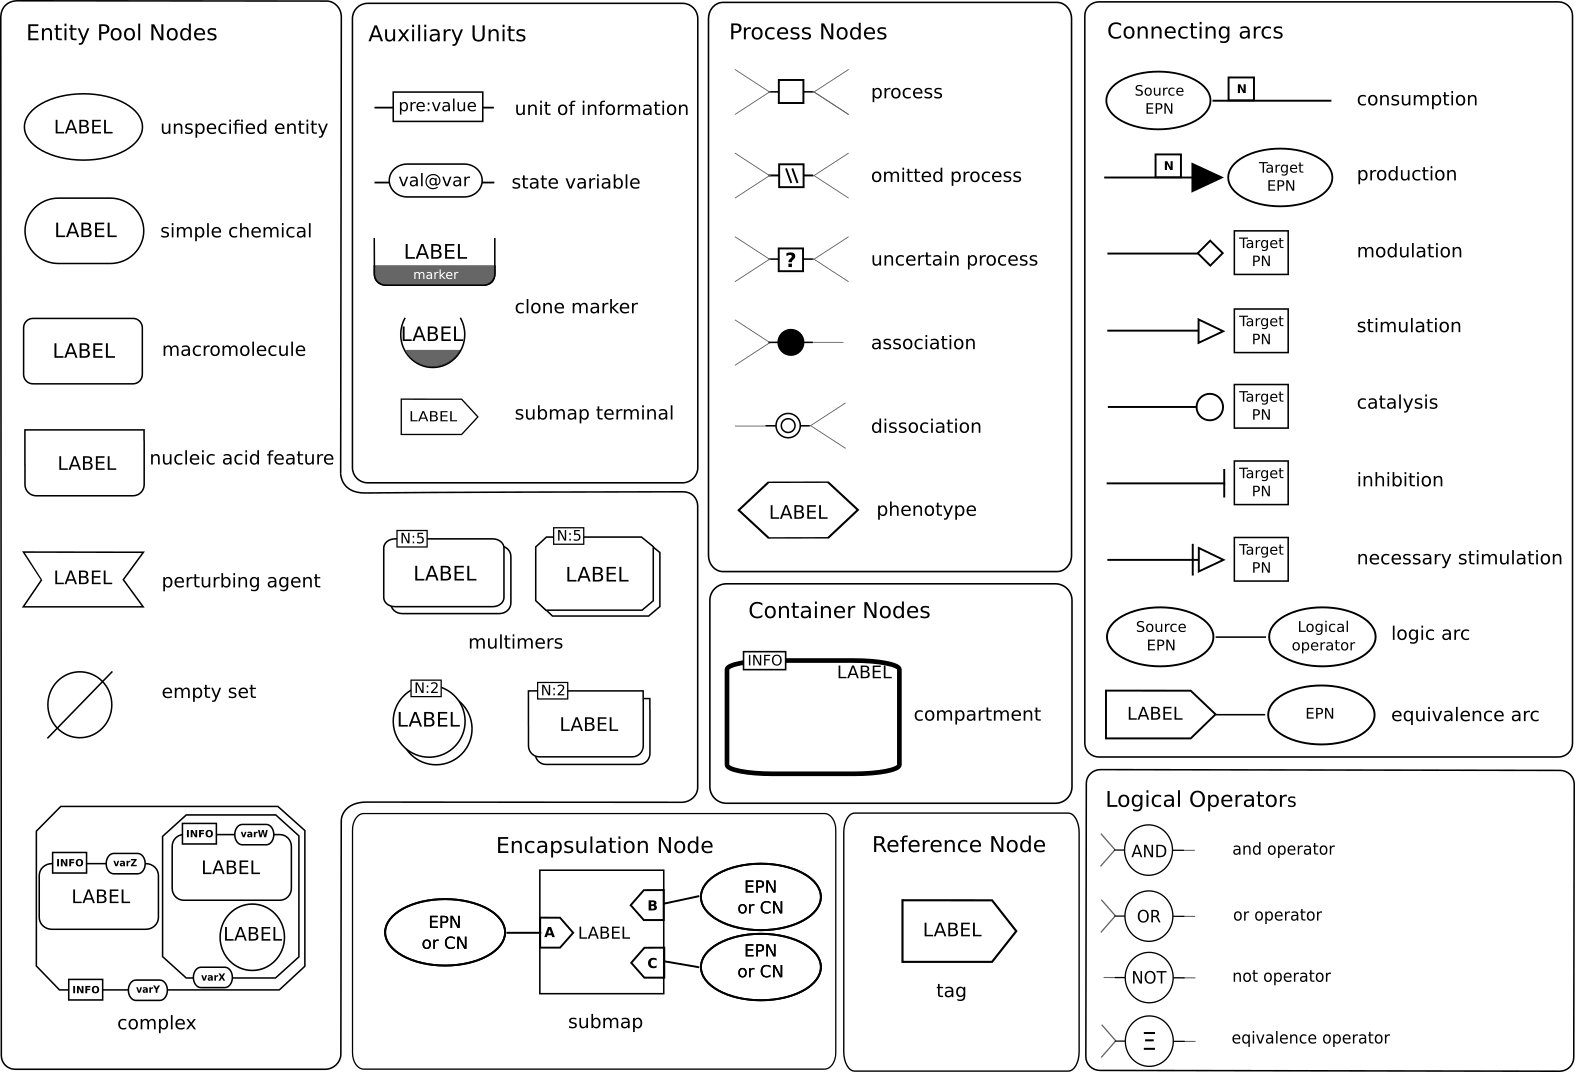 Entity Pool Nodes
LABEL
unspecified entity
LABEL
simple chemical
LABEL
macromolecule
LABEL
nucleic acid feature
LABEL
perturbing agent
empty set
INFO
varZ
LABEL
INFO
varW
LABEL
LABEL
varX
INFO
varY
complex
N:5
LABEL
N:5
LABEL
multimers
N:2
LABEL
N:2
LABEL
Auxiliary Units
pre:value
unit of information
val@var
state variable
LABEL
marker
clone marker
LABEL
LABEL
submap terminal
Process Nodes
process
\\
omitted process
?
uncertain process
association
dissociation
LABEL
phenotype
Container Nodes
INFO
LABEL
compartment
Encapsulation Node
EPN
or CN
A
LABEL
B
C
EPN
or CN
EPN
or CN
submap
Reference Node
LABEL
tag
Connecting arcs
Source
EPN
N
consumption
N
Target
EPN
production
Target
PN
modulation
Target
PN
stimulation
Target
PN
catalysis
Target
PN
inhibition
Target
PN
necessary stimulation
Source
EPN
Logical
operator
logic arc
LABEL
EPN
equivalence arc
Logical Operators
AND
and operator
OR
or operator
NOT
not operator
Ξ
eqivalence operator